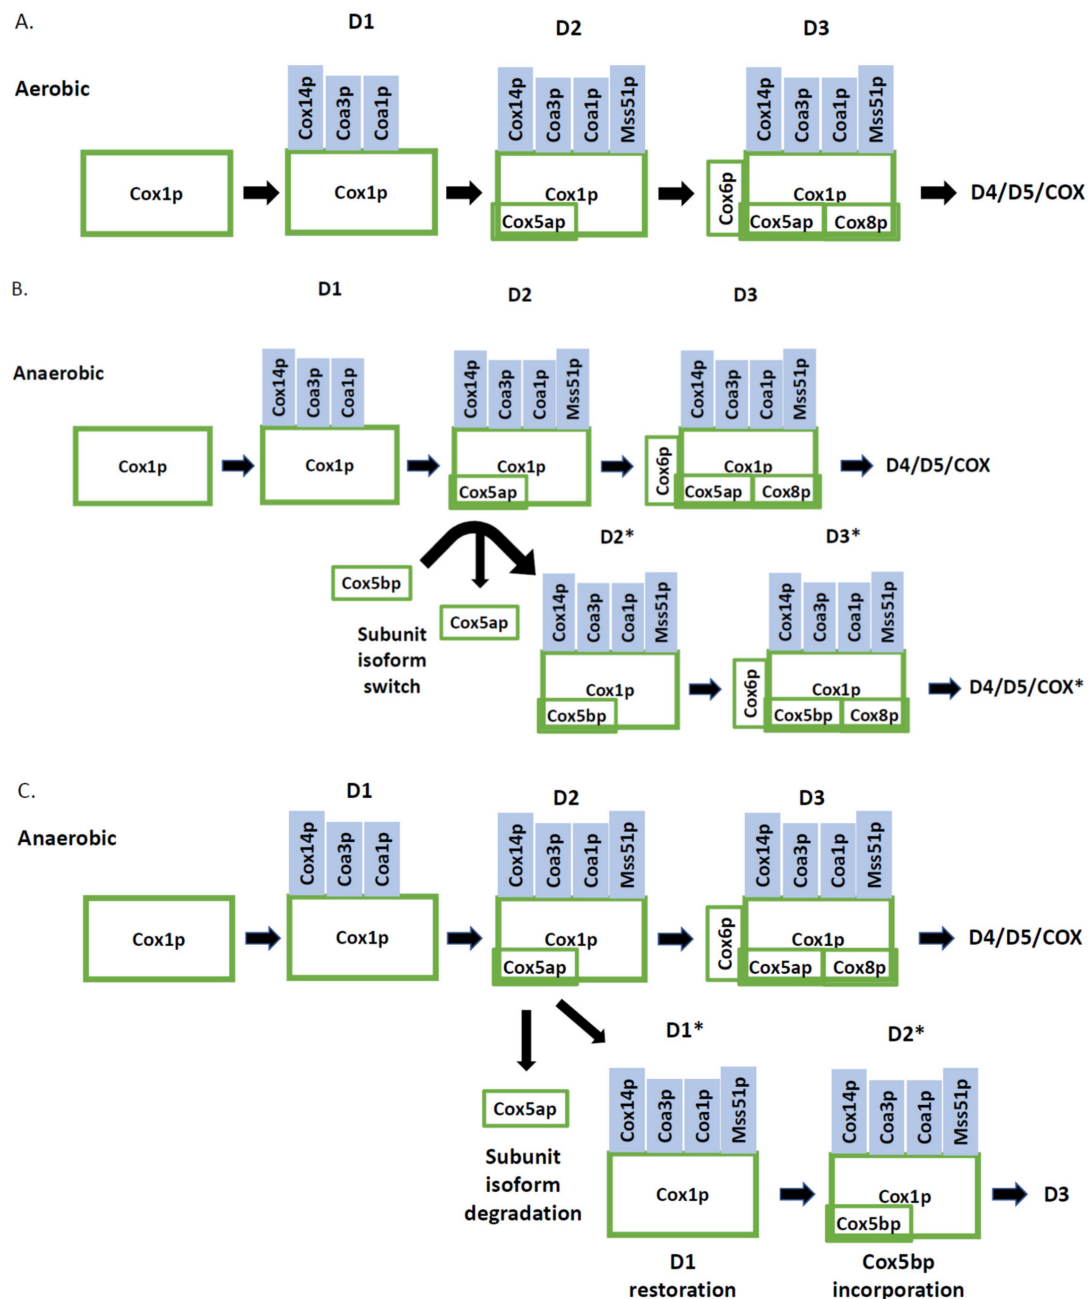 A.
D1
D2
D3
Aerobic
Cox14p
Coa3p
Coa1p
Cox14p
Coa3p
Coa1p
Mss51p
Cox14p
Coa3p
Coa1p
Mss51p
Cox1p
Cox1p
Cox1p
Cox5ap
Cox6p
Cox1p
Cox5ap
Cox8p
D4/D5/COX
B.
D1
D2
D3
Anaerobic
Cox14p
Coa3p
Coa1p
Cox14p
Coa3p
Coa1p
Mss51p
Cox14p
Coa3p
Coa1p
Mss51p
Cox1p
Cox1p
Cox1p
Cox5ap
Cox6p
Cox1p
Cox5ap
Cox8p
D4/D5/COX
D2*
D3*
Cox5bp
Cox5ap
Subunit
isoform
switch
Cox14p
Coa3p
Coa1p
Mss51p
Cox14p
Coa3p
Coa1p
Mss51p
Cox1p
Cox5bp
Cox6p
Cox1p
Cox5bp
Cox8p
D4/D5/COX*
C.
D1
D2
D3
Anaerobic
Cox14p
Coa3p
Coa1p
Cox14p
Coa3p
Coa1p
Mss51p
Cox14p
Coa3p
Coa1p
Mss51p
Cox1p
Cox1p
Cox1p
Cox5ap
Cox6p
Cox1p
Cox5ap
Cox8p
D4/D5/COX
D1*
D2*
Cox5ap
Subunit
isoform
degradation
Cox14p
Coa3p
Coa1p
Mss51p
Cox14p
Coa3p
Coa1p
Mss51p
Cox1p
Cox1p
Cox5bp
D3
D1
restoration
Cox5bp
incorporation